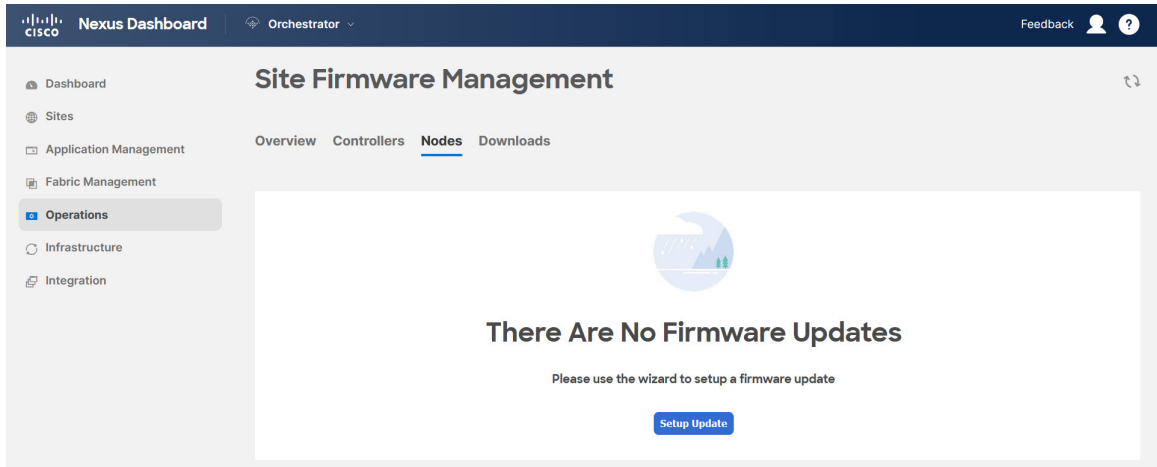 CISCO Nexus Dashboard Orchestrator Feedback ?
Dashboard
Sites
Application Management
Fabric Management
Operations
Infrastructure
Integration
Site Firmware Management
Overview Controllers Nodes Downloads
There Are No Firmware Updates
Please use the wizard to setup a firmware update
Setup Update